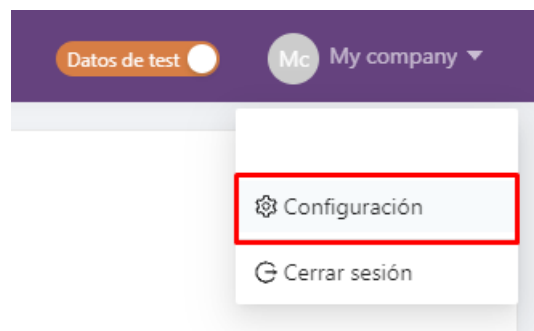 Datos de test
Mc My company
Configuración
Cerrar sesión